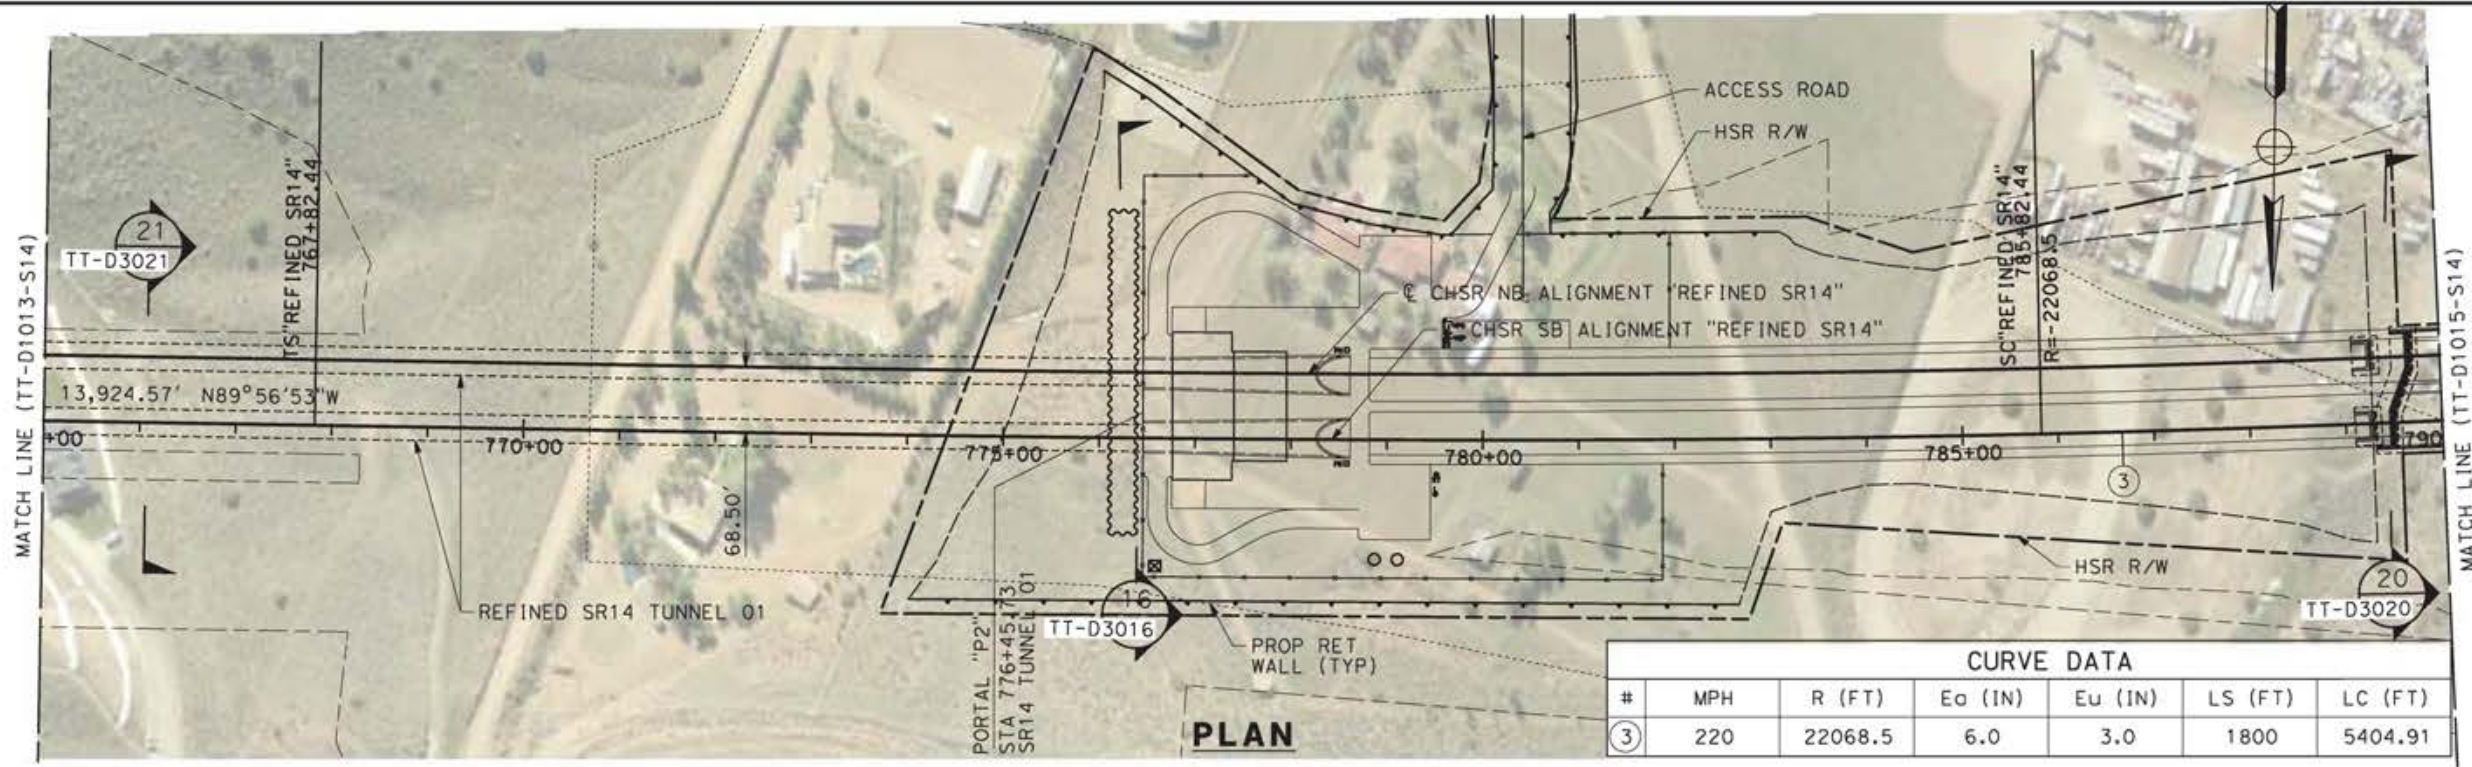 ACCESS ROAD
HSR R/W
21
TT-D3021
TS"REFINED SR14"
767+82.44
SC"REFINED SR14"
785+82.44
R=-22068.5
℄ CHSR NB ALIGNMENT "REFINED SR14"
CHSR SB ALIGNMENT "REFINED SR14"
MATCH LINE (TT-D1013-S14)
MATCH LINE (TT-D1015-S14)
13,924.57' N89°56'53"W
+00
770+00
775+00
780+00
785+00
790
3
68.50'
REFINED SR14 TUNNEL 01
PORTAL "P2"
STA 776+45.73
SR14 TUNNEL 01
16
TT-D3016
PROP RET
WALL (TYP)
HSR R/W
20
TT-D3020
PLAN
CURVE DATA
# MPH R (FT) Ea (IN) Eu (IN) LS (FT) LC (FT)
3 220 22068.5 6.0 3.0 1800 5404.91